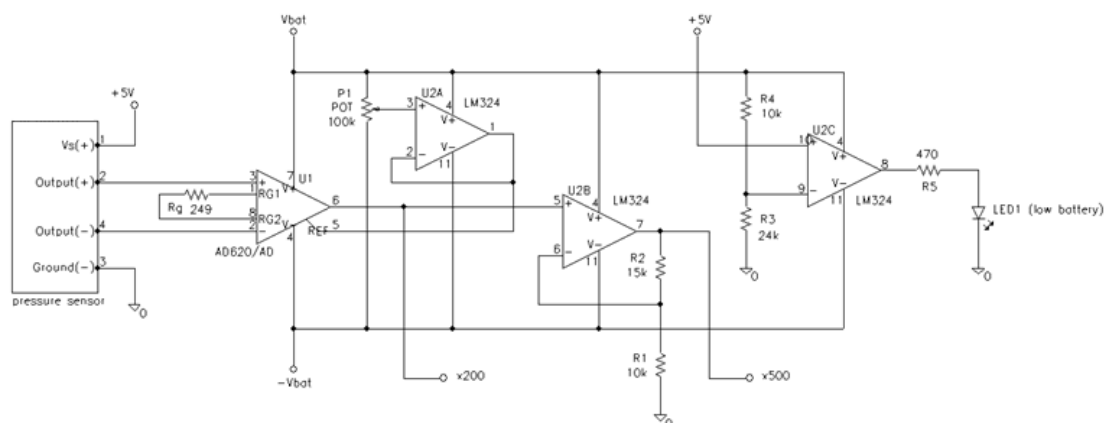 Vbat
+5V
+5V
P1
POT
100k
U2A
LM324
3
+
4
V+
1
2
-
V-
11
R4
10k
U2C
10
+
4
V+
8
9
-
V-
11
LM324
470
R5
LED1 (low battery)
R3
24k
0
0
Vs(+)
1
Output(+)
2
Output(-)
4
Ground(-)
3
0
pressure sensor
Rg 249
3
+
7
V+
U1
1
RG1
6
8
RG2
2
-
V-
4
REF
5
AD620/AD
U2B
LM324
5
+
4
V+
7
6
-
V-
11
R2
15k
R1
10k
0
-Vbat
x200
x500